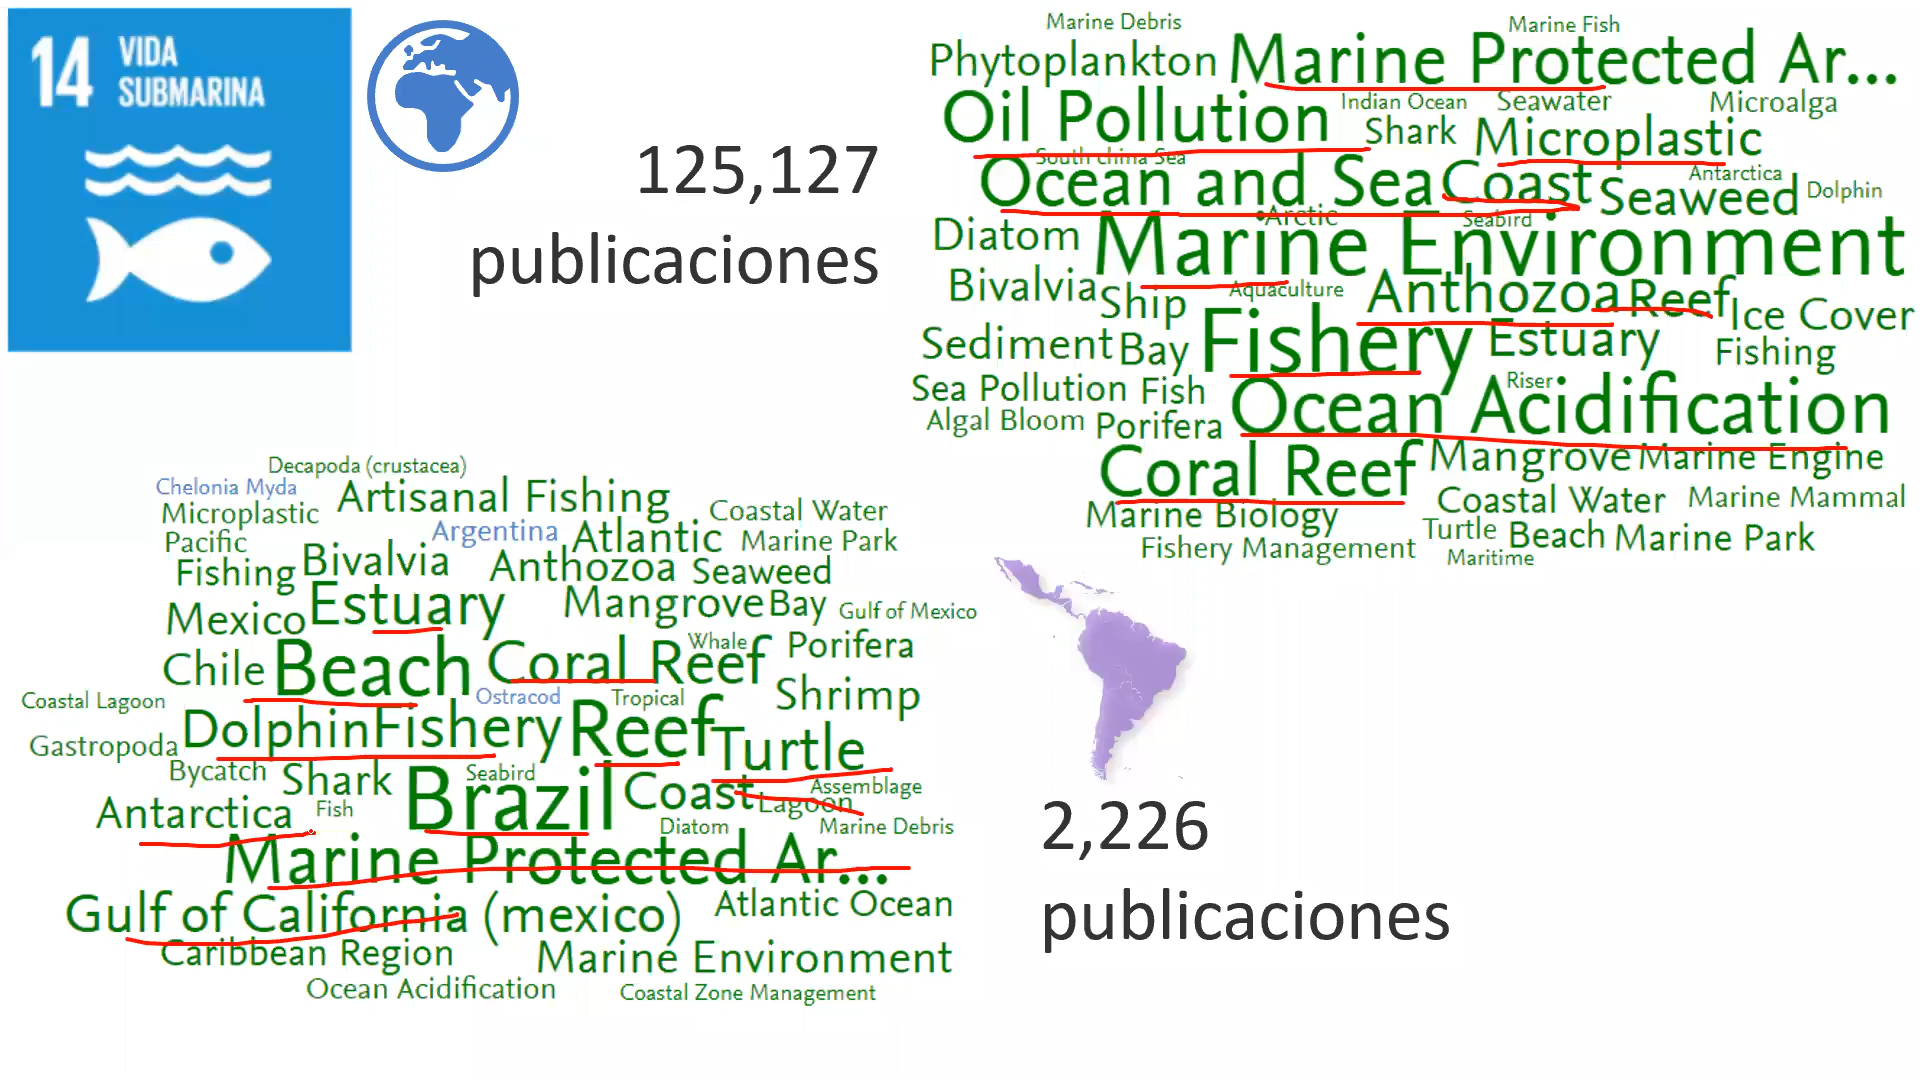 14 VIDA
SUBMARINA
125,127
publicaciones
Marine Debris Marine Fish
Phytoplankton Marine Protected Ar...
Oil Pollution Indian Ocean Seawater Microalga
Shark Microplastic
South china Sea
Ocean and Sea Coast Antarctica
Seaweed Dolphin
Arctic Seabird
Diatom Marine Environment
Bivalvia Ship Aquaculture Anthozoa Reef Ice Cover
Sediment Bay Fishery Estuary Fishing
Sea Pollution Fish Riser
Algal Bloom Porifera Ocean Acidification
Coral Reef Mangrove Marine Engine
Marine Biology Coastal Water Marine Mammal
Fishery Management Turtle Beach Marine Park
Maritime
Decapoda (crustacea)
Chelonia Myda Artisanal Fishing
Microplastic Argentina Atlantic Coastal Water
Pacific Marine Park
Fishing Bivalvia Anthozoa Seaweed
Mexico Estuary Mangrove Bay Gulf of Mexico
Chile Beach Coral Reef Whale Porifera
Coastal Lagoon Ostracod Tropical Shrimp
Gastropoda Dolphin Fishery Reef Turtle
Bycatch Shark Seabird Assemblage
Antarctica Fish Brazil Coast Lagoon
Diatom Marine Debris
Marine Protected Ar...
Gulf of California (mexico) Atlantic Ocean
Caribbean Region Marine Environment
Ocean Acidification Coastal Zone Management
2,226
publicaciones